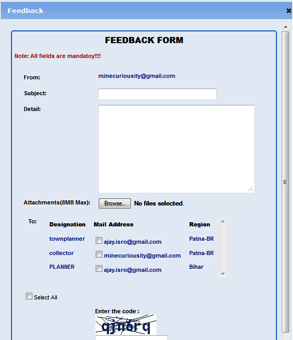 Feedback
FEEDBACK FORM
Note: All fields are mandatoy!!!!
From: minecuriousity@gmail.com
Subject:
Detail:
Attachments(8MB Max): Browse.. No files selected.
To: Designation Mail Address Region
townplanner ajay.isro@gmail.com Patna-BR
collector minecuriousity@gmail.com Patna-BR
PLANNER ajay.isro@gmail.com Bihar
Select All
Enter the code :